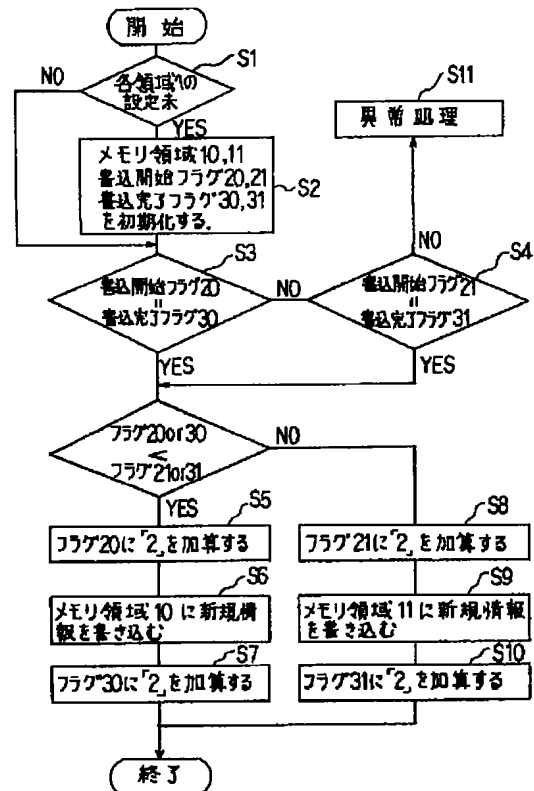 開始
S1
各領域への
設定未
NO
YES
S11
異常処理
メモリ領域10,11
書込開始フラグ20,21
書込完了フラグ30,31
を初期化する.
S2
S3
書込開始フラグ20
=
書込完了フラグ30
NO
YES
NO
S4
書込開始フラグ21
=
書込完了フラグ31
YES
フラグ20or30
<
フラグ21or31
NO
YES
S5
フラグ20に「2」を加算する
S6
メモリ領域10に新規情
報を書き込む
S7
フラグ30に「2」を加算する
S8
フラグ21に「2」を加算する
S9
メモリ領域11に新規情報
を書き込む
S10
フラグ31に「2」を加算する
終了